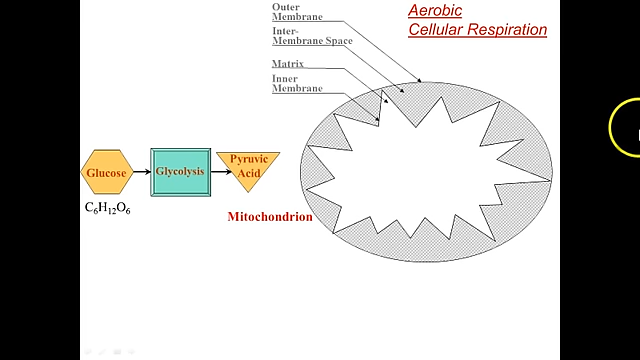 Outer
Membrane
Inter-
Membrane Space
Matrix
Inner
Membrane
Aerobic
Cellular Respiration
Glucose
Glycolysis
Pyruvic
Acid
C₆H₁₂O₆
Mitochondrion